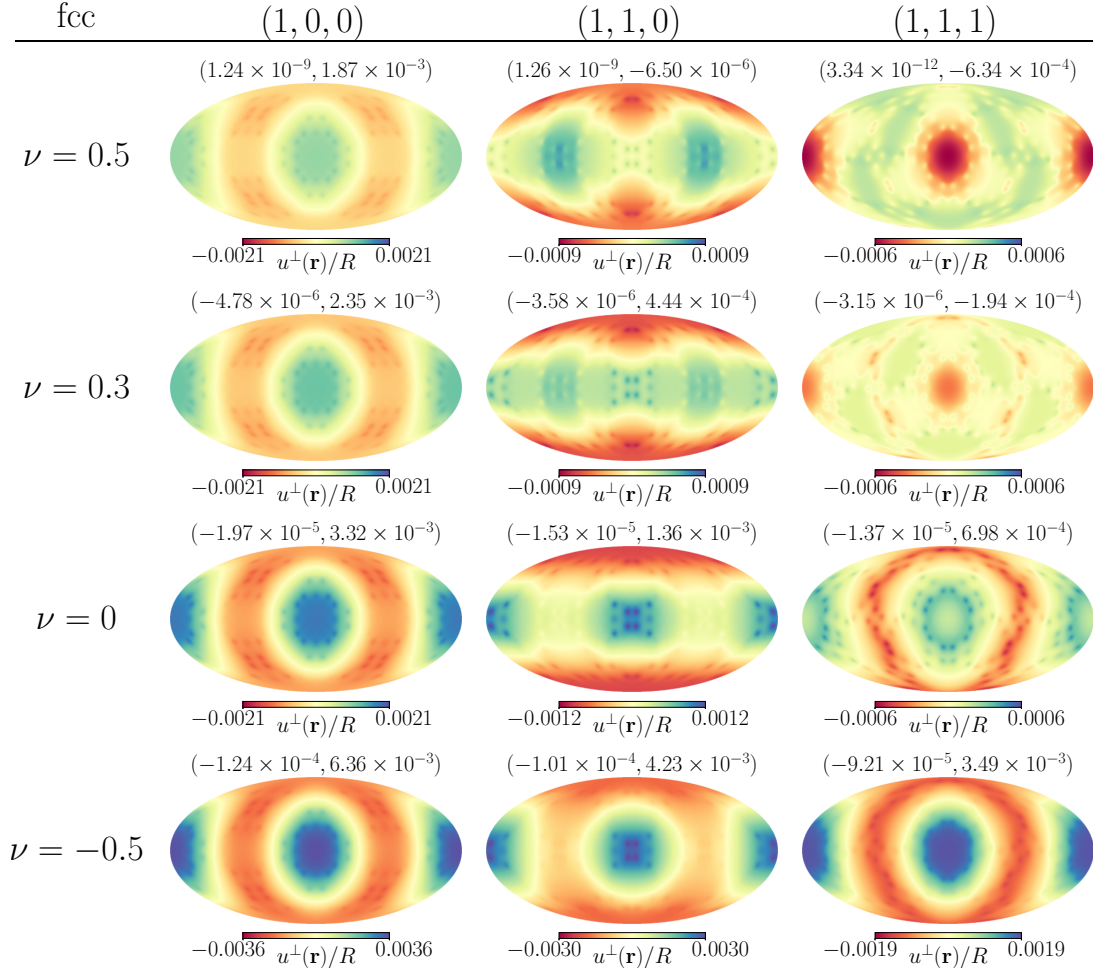 fcc (1, 0, 0) (1, 1, 0) (1, 1, 1)
(1.24 × 10⁻⁹, 1.87 × 10⁻³) (1.26 × 10⁻⁹, −6.50 × 10⁻⁶) (3.34 × 10⁻¹², −6.34 × 10⁻⁴)
ν = 0.5
−0.0021 u⊥(r)/R 0.0021 −0.0009 u⊥(r)/R 0.0009 −0.0006 u⊥(r)/R 0.0006
(−4.78 × 10⁻⁶, 2.35 × 10⁻³) (−3.58 × 10⁻⁶, 4.44 × 10⁻⁴) (−3.15 × 10⁻⁶, −1.94 × 10⁻⁴)
ν = 0.3
−0.0021 u⊥(r)/R 0.0021 −0.0009 u⊥(r)/R 0.0009 −0.0006 u⊥(r)/R 0.0006
(−1.97 × 10⁻⁵, 3.32 × 10⁻³) (−1.53 × 10⁻⁵, 1.36 × 10⁻³) (−1.37 × 10⁻⁵, 6.98 × 10⁻⁴)
ν = 0
−0.0021 u⊥(r)/R 0.0021 −0.0012 u⊥(r)/R 0.0012 −0.0006 u⊥(r)/R 0.0006
(−1.24 × 10⁻⁴, 6.36 × 10⁻³) (−1.01 × 10⁻⁴, 4.23 × 10⁻³) (−9.21 × 10⁻⁵, 3.49 × 10⁻³)
ν = −0.5
−0.0036 u⊥(r)/R 0.0036 −0.0030 u⊥(r)/R 0.0030 −0.0019 u⊥(r)/R 0.0019